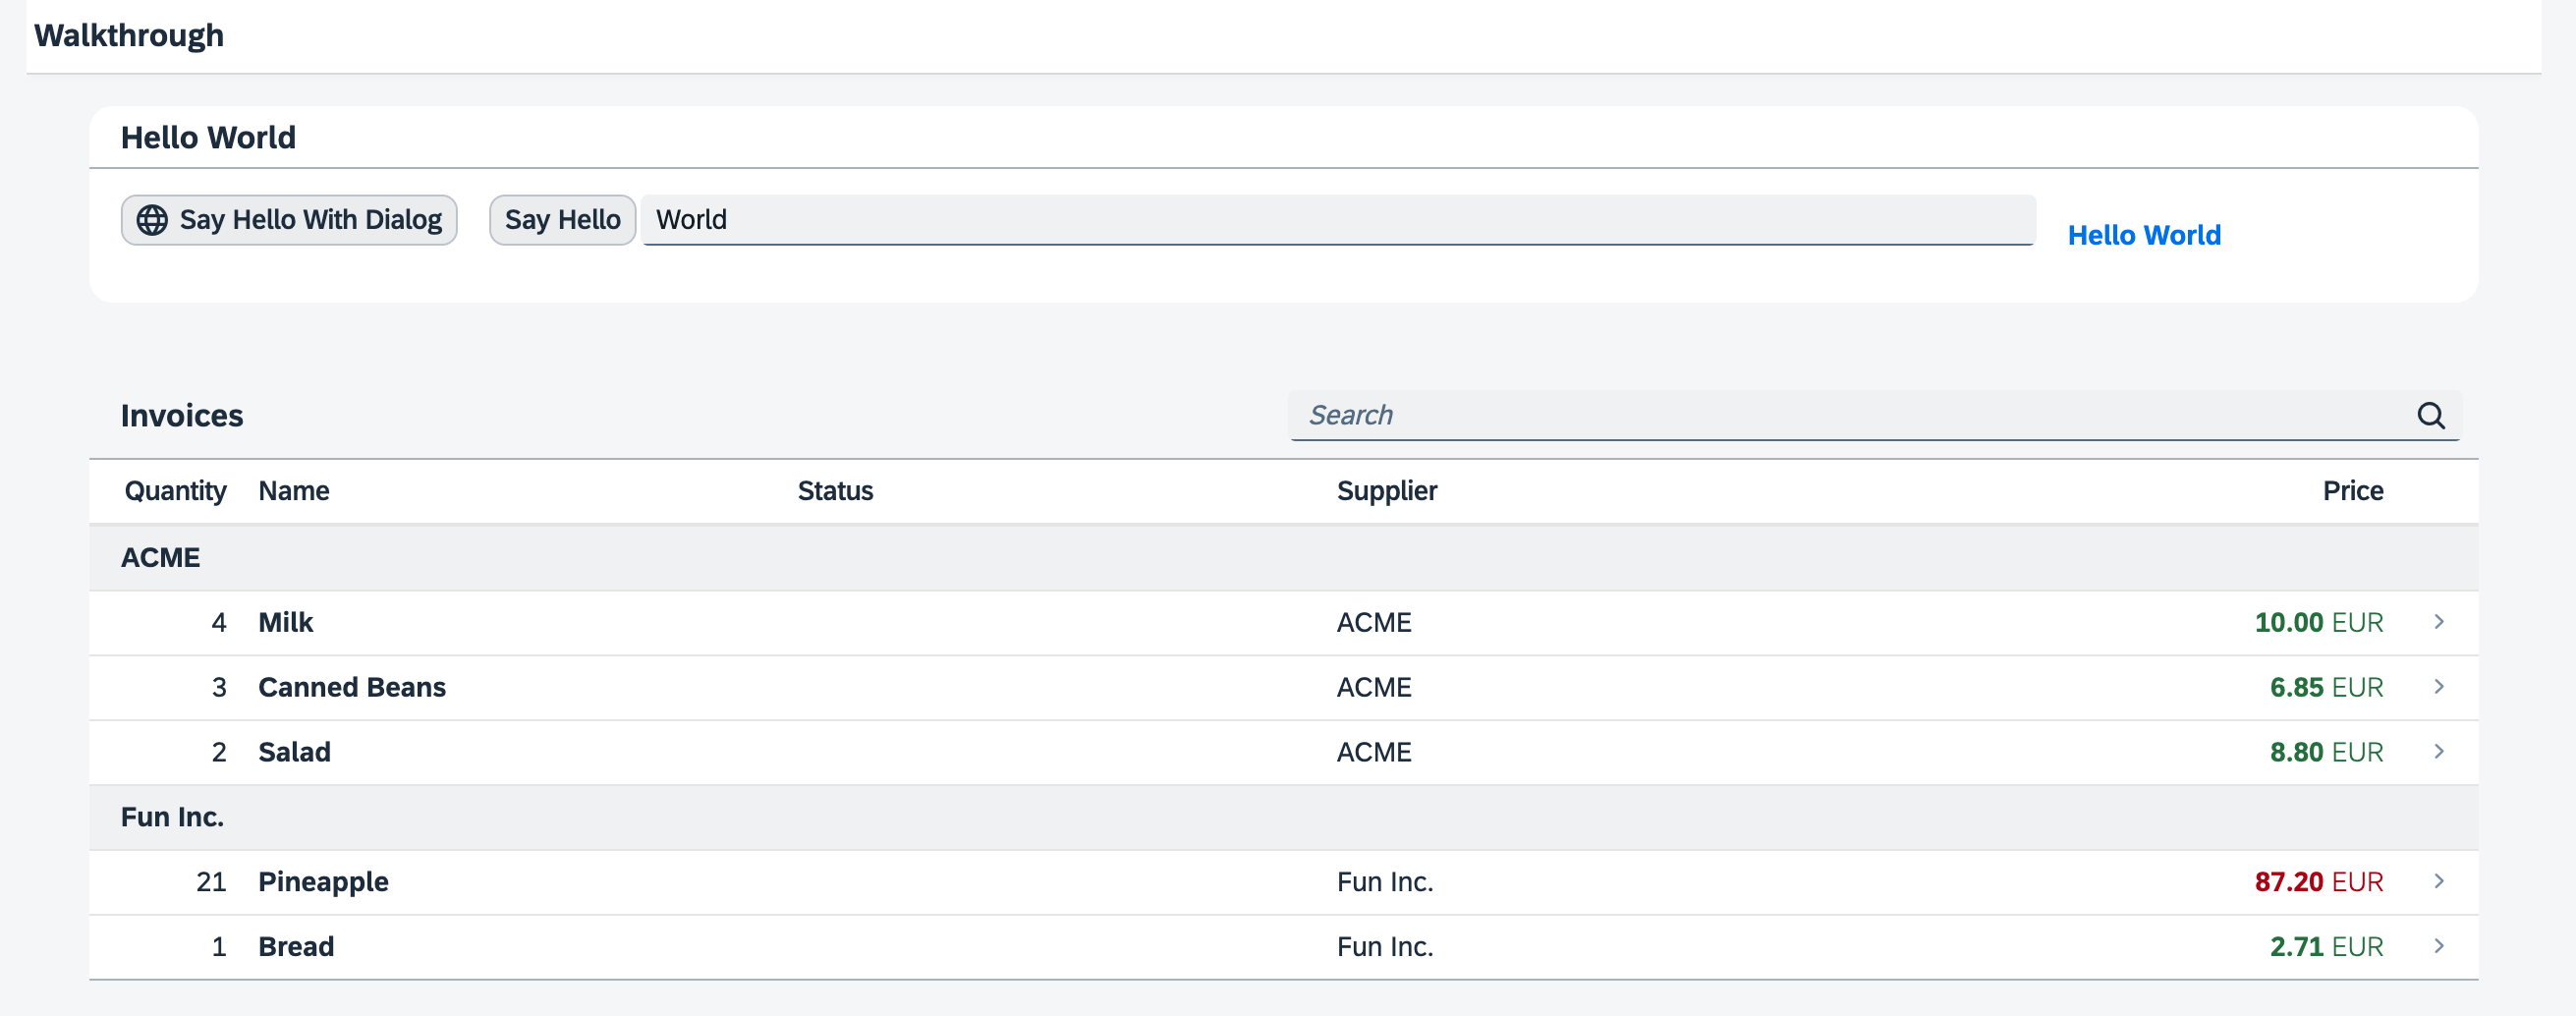 Walkthrough
Hello World
Say Hello With Dialog Say Hello World Hello World
Invoices Search
Quantity Name Status Supplier Price
ACME
4 Milk ACME 10.00 EUR
3 Canned Beans ACME 6.85 EUR
2 Salad ACME 8.80 EUR
Fun Inc.
21 Pineapple Fun Inc. 87.20 EUR
1 Bread Fun Inc. 2.71 EUR